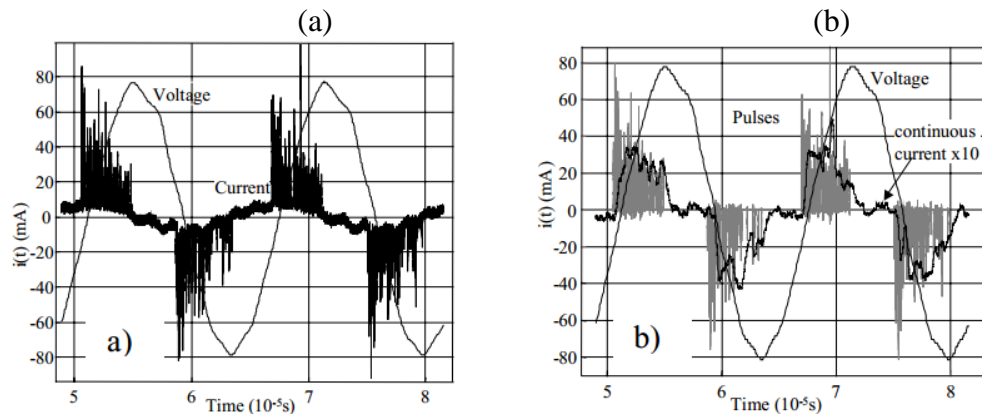 (a)
80
60
40
20
0
-20
-40
-60
-80
i(t) (mA)
Voltage
Current
a)
5
6
7
8
Time (10⁻⁵s)
(b)
80
60
40
20
0
-20
-40
-60
-80
i(t) (mA)
Voltage
Pulses
continuous
current x10
b)
5
6
7
8
Time (10⁻⁵s)